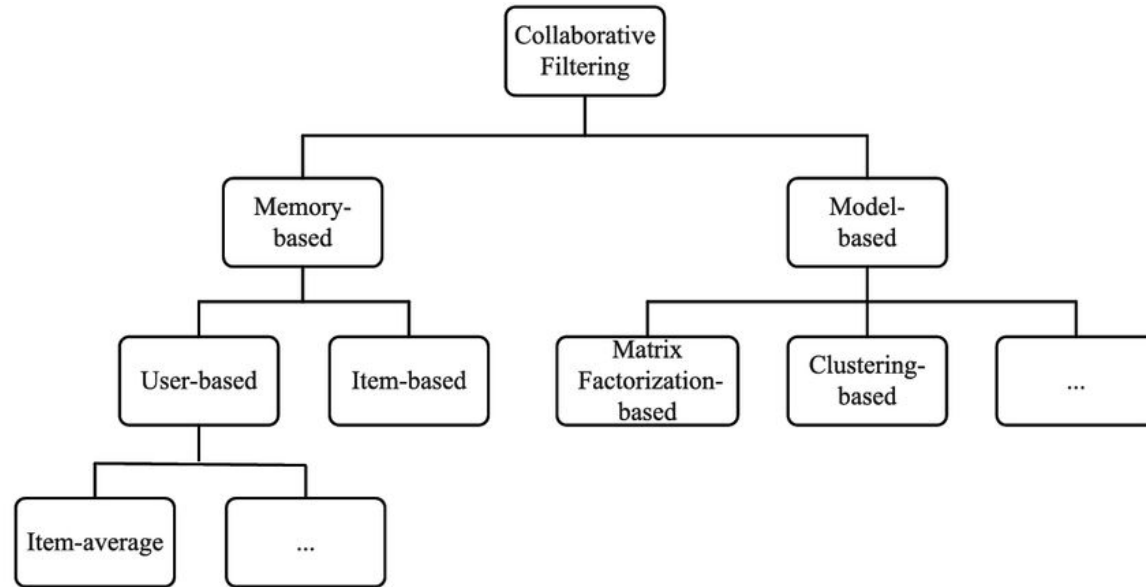 Collaborative
Filtering
Memory-
based
Model-
based
User-based
Item-based
Matrix
Factorization-
based
Clustering-
based
...
Item-average
...